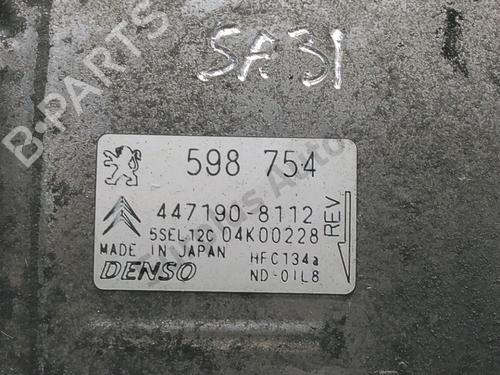 SA31
B-PARTS
598 754
447190-8112
5SEL12C 04K00228
MADE IN JAPAN HFC134a
DENSO ND-OIL8
REV